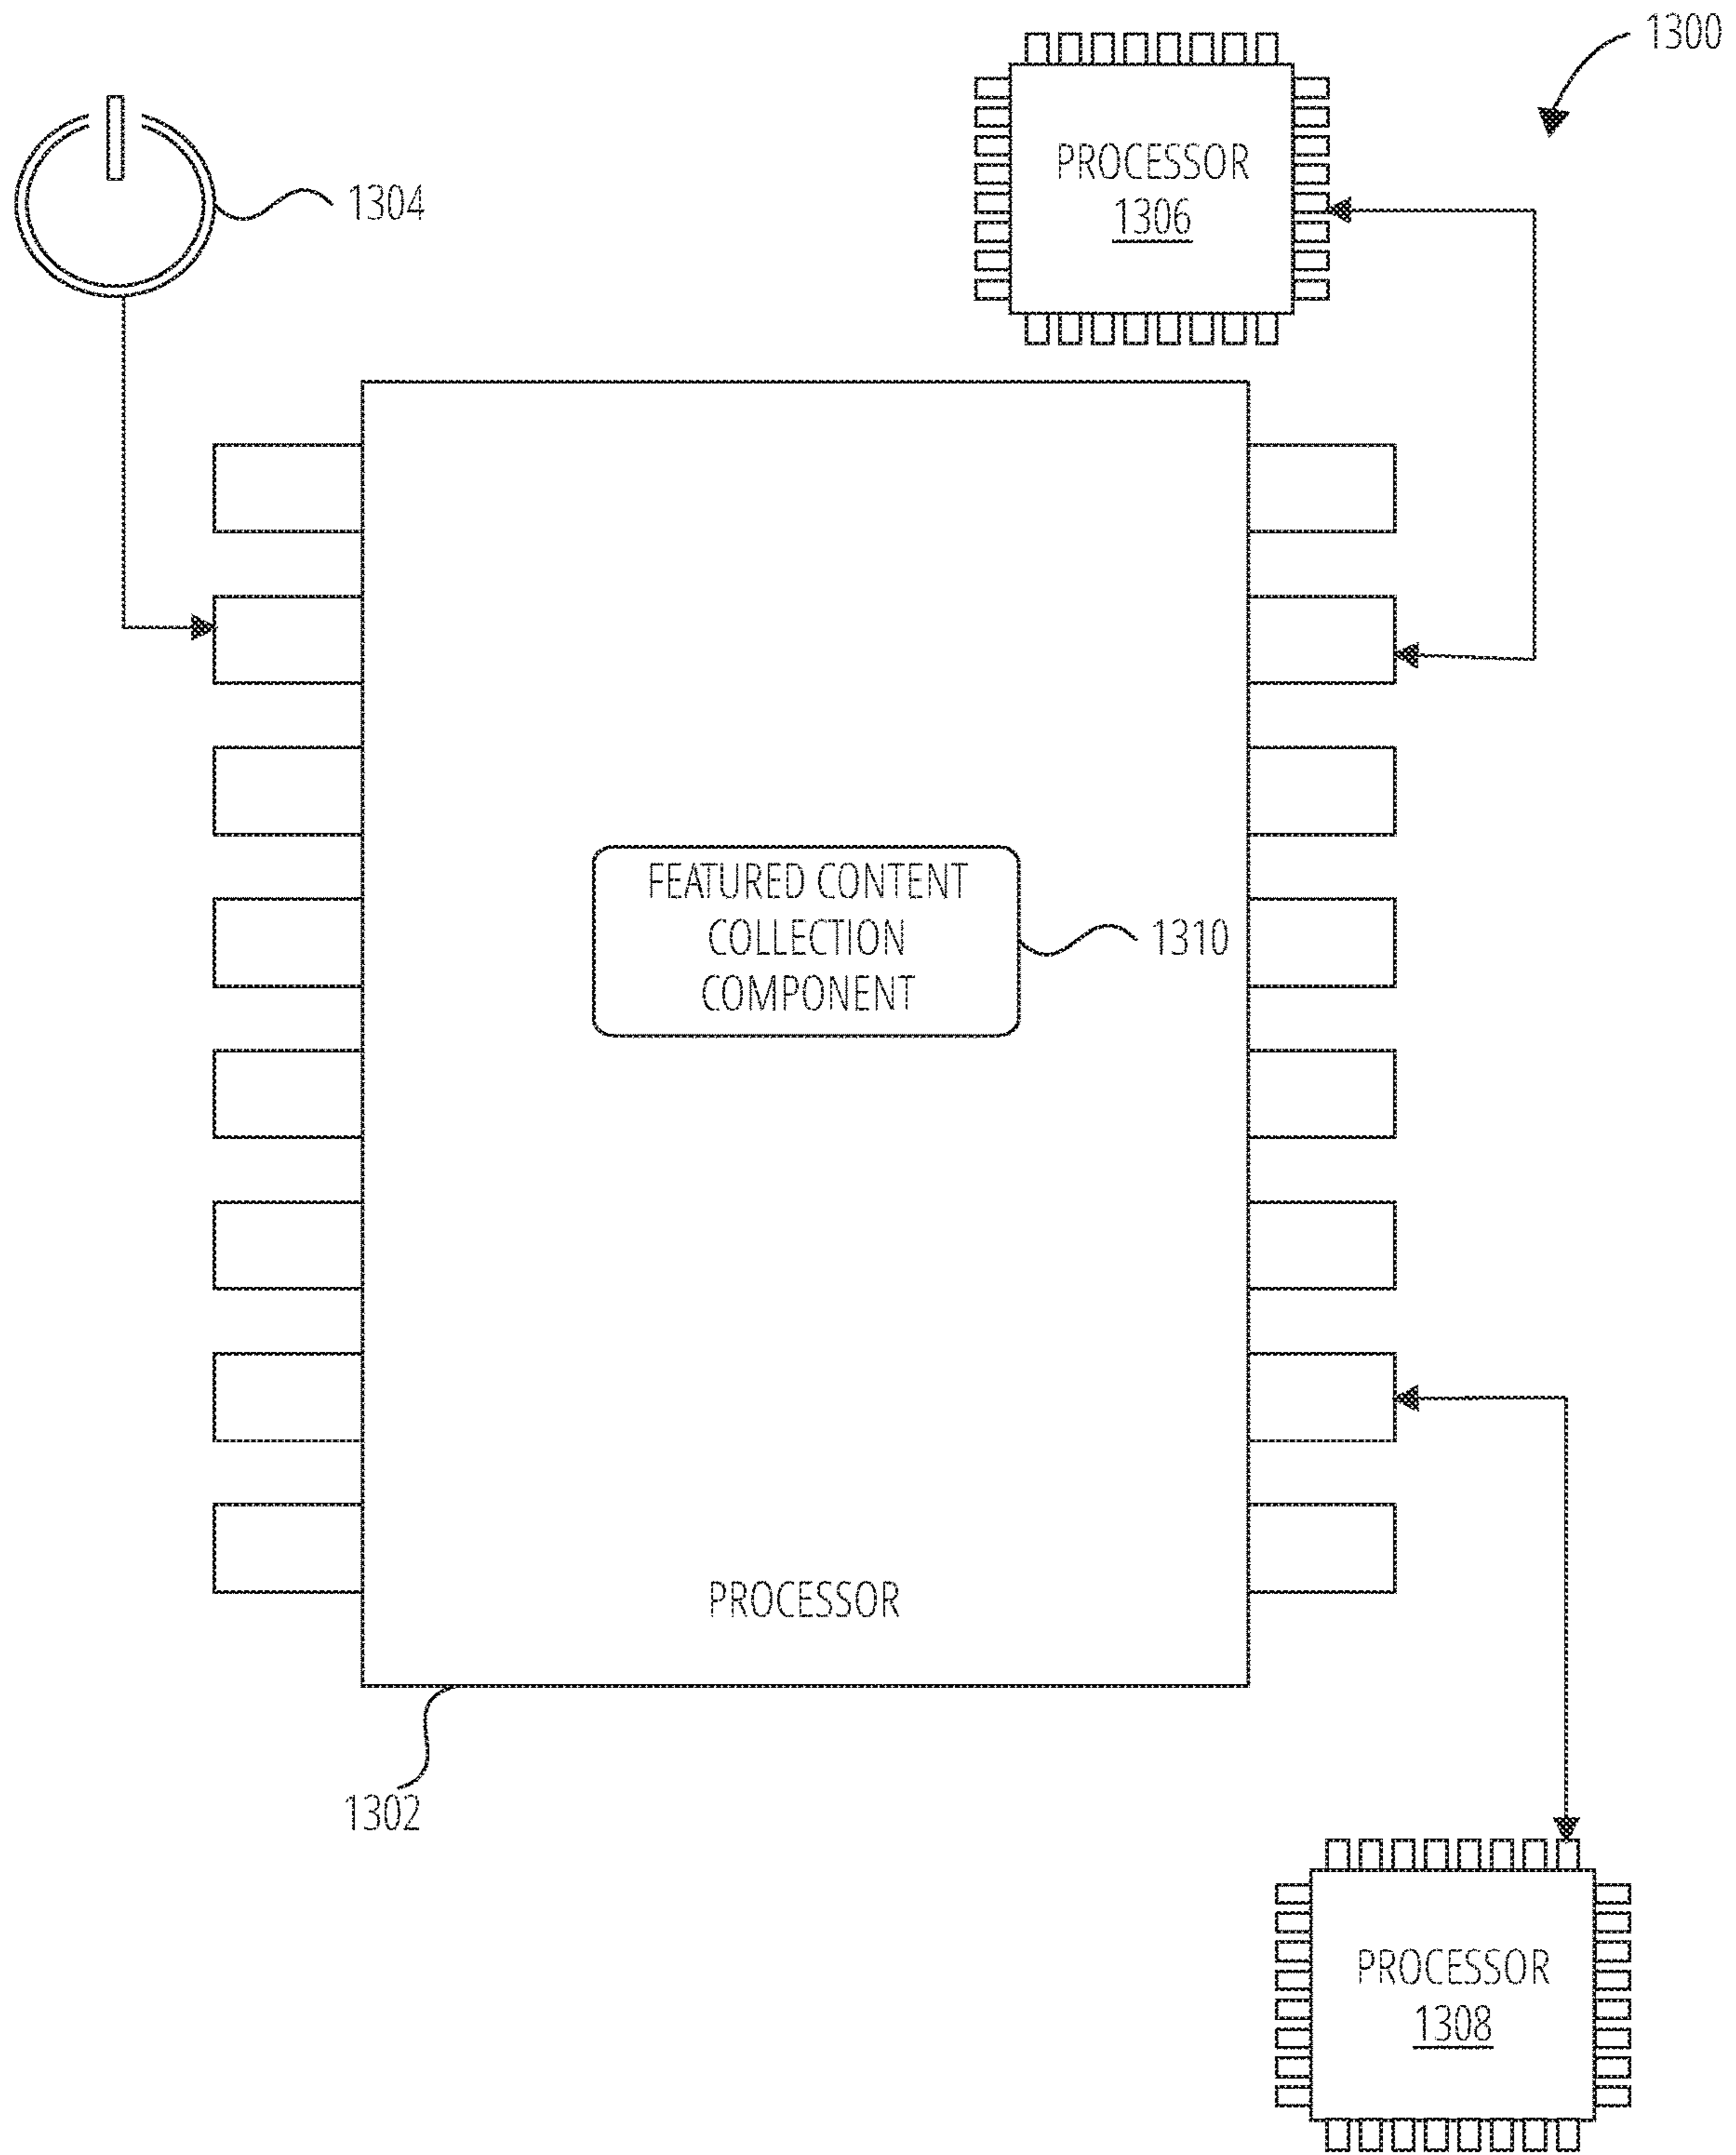 1300
PROCESSOR
1306
1304
FEATURED CONTENT
COLLECTION
COMPONENT
1310
PROCESSOR
1302
PROCESSOR
1308